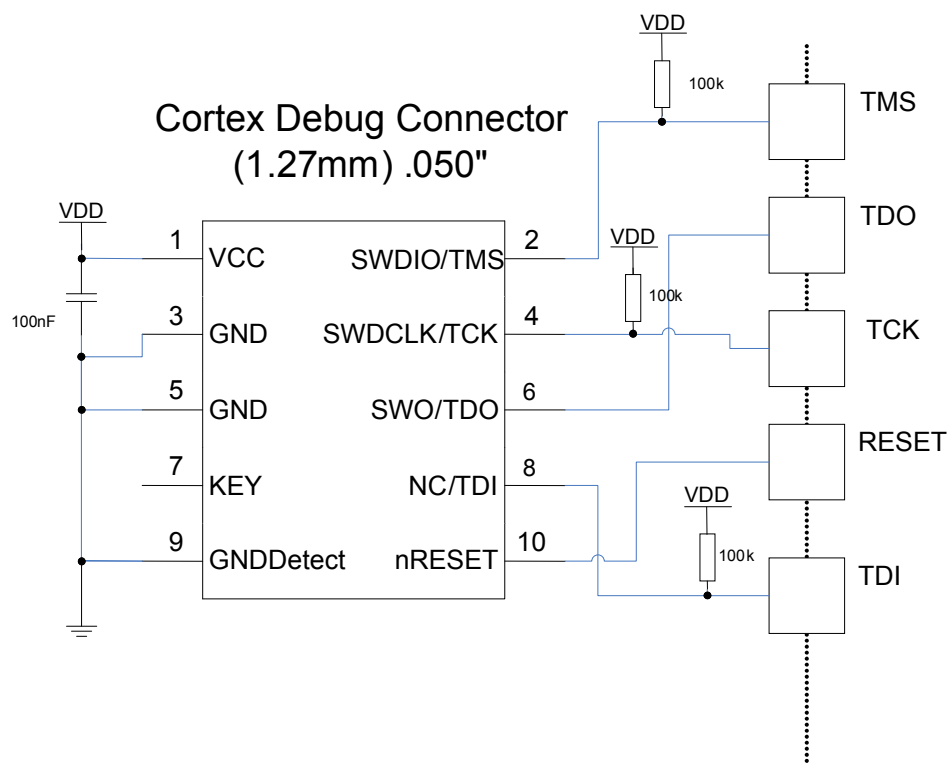 VDD
100k
TMS
Cortex Debug Connector
(1.27mm) .050"
VDD
TDO
1
VCC
SWDIO/TMS
2
VDD
100k
100nF
3
GND
SWDCLK/TCK
4
TCK
5
GND
SWO/TDO
6
RESET
7
KEY
NC/TDI
8
VDD
100k
9
GNDDetect
nRESET
10
TDI